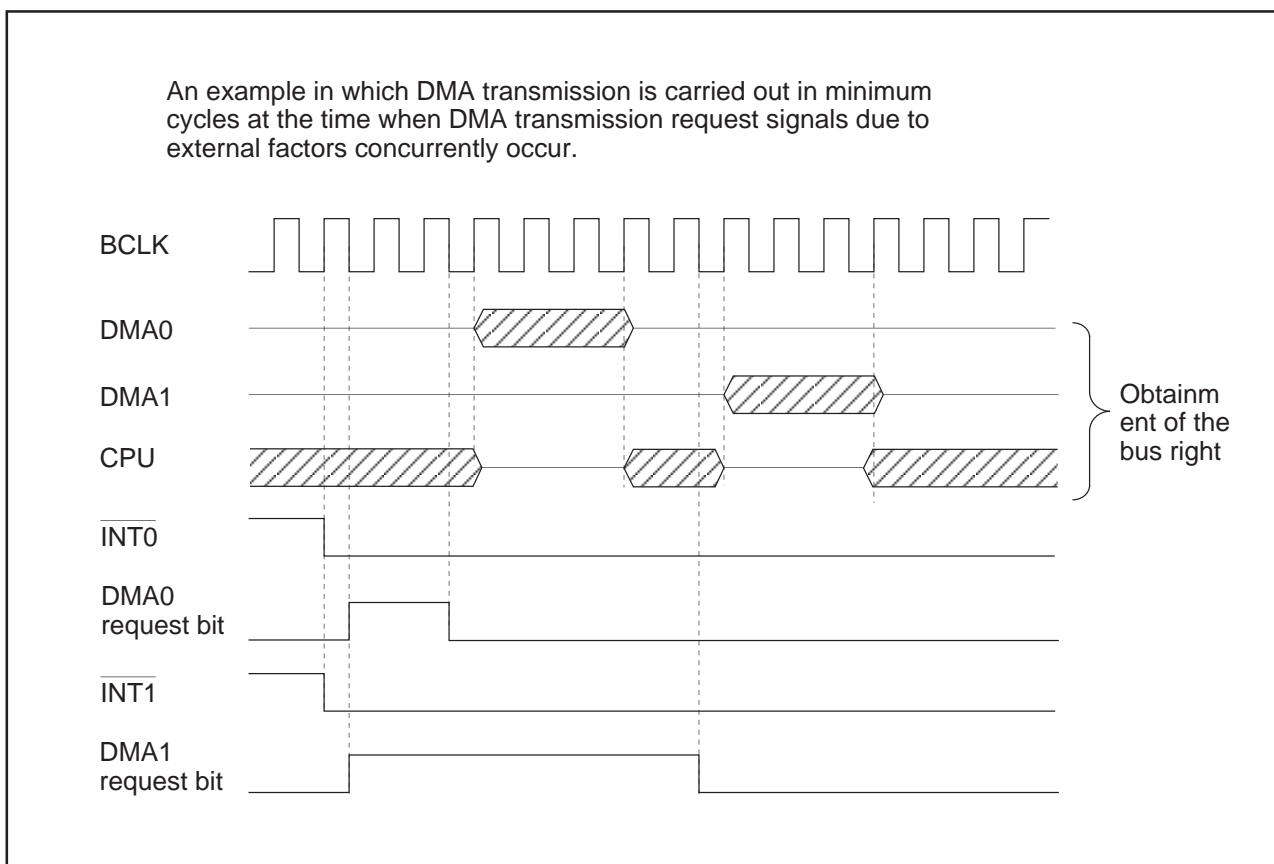 An example in which DMA transmission is carried out in minimum
cycles at the time when DMA transmission request signals due to
external factors concurrently occur.
BCLK
DMA0
DMA1
CPU
Obtainm
ent of the
bus right
INT0
DMA0
request bit
INT1
DMA1
request bit